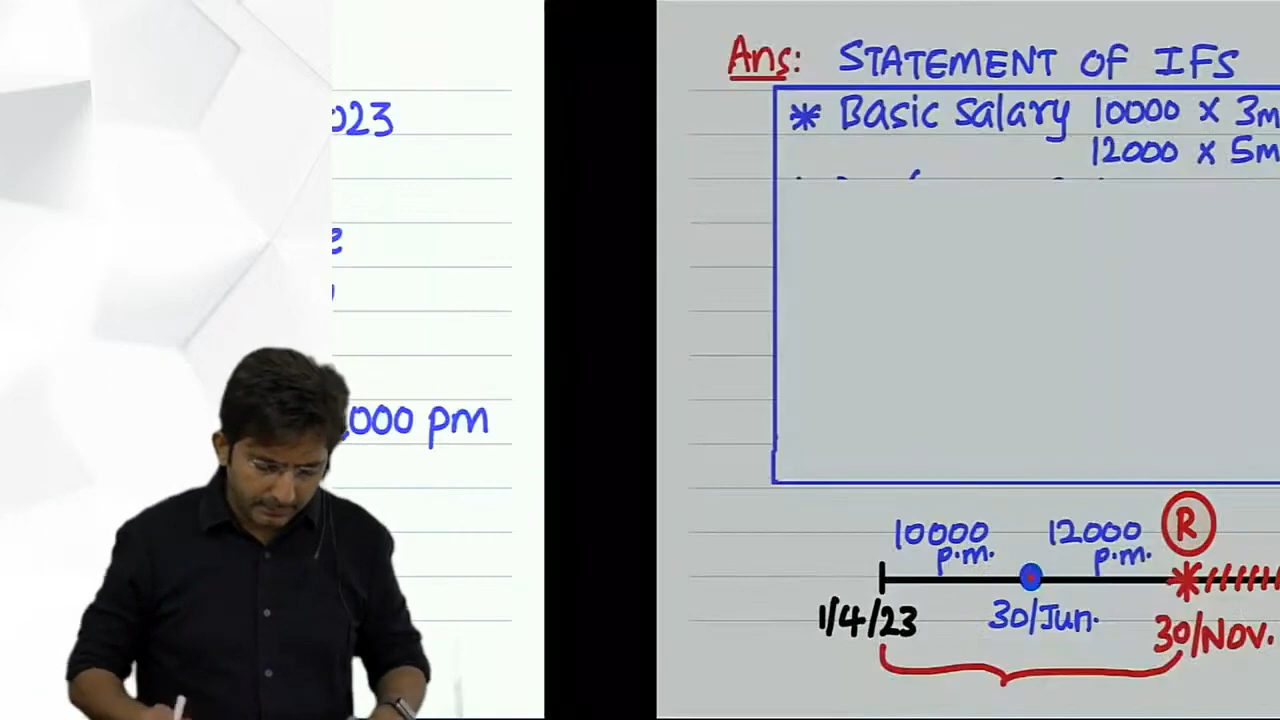 023
000 pm
Ans: STATEMENT OF IFS
* Basic Salary 10000 x 3m
12000 x 5m
10000 p.m.
12000 p.m.
R
1/4/23
30/Jun.
30/Nov.